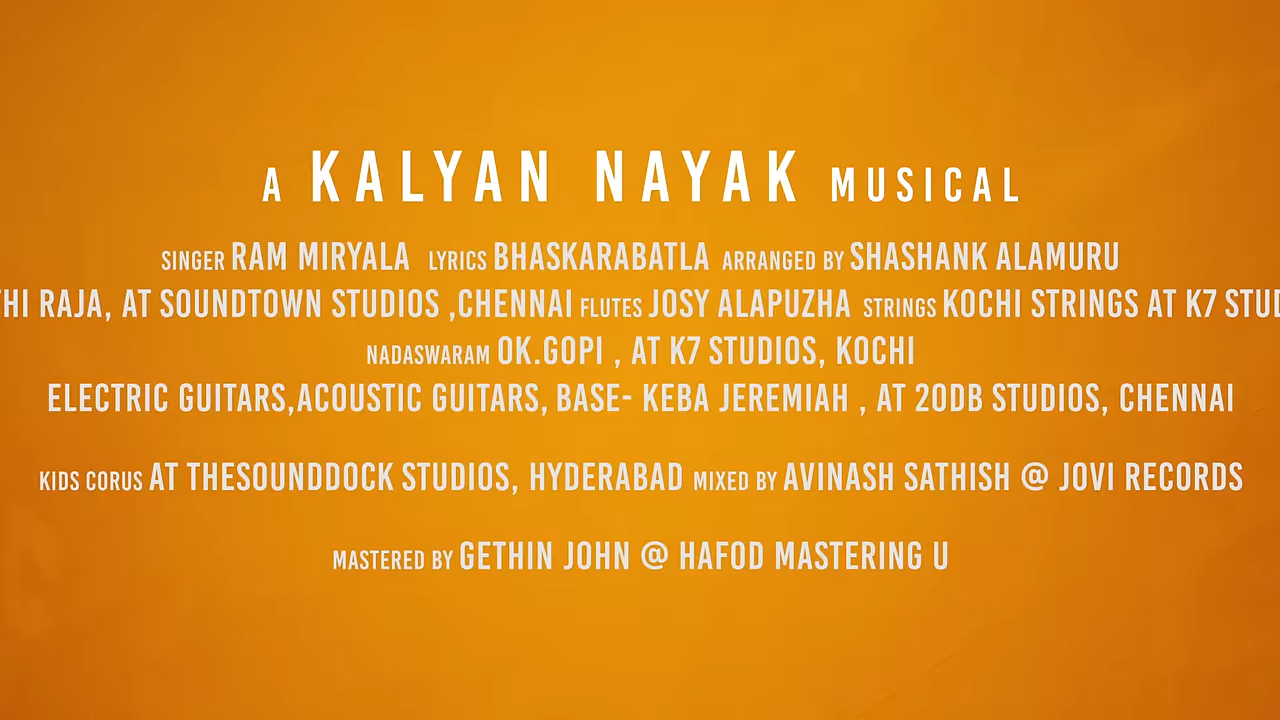 A KALYAN NAYAK MUSICAL
SINGER RAM MIRYALA LYRICS BHASKARABATLA ARRANGED BY SHASHANK ALAMURU
RAJA, AT SOUNDTOWN STUDIOS ,CHENNAI FLUTES JOSY ALAPUZHA STRINGS KOCHI STRINGS AT K7
NADASWARAM OK.GOPI , AT K7 STUDIOS, KOCHI
ELECTRIC GUITARS,ACOUSTIC GUITARS, BASE- KEBA JEREMIAH , AT 20DB STUDIOS, CHENNAI
KIDS CORUS AT THESOUNDDOCK STUDIOS, HYDERABAD MIXED BY AVINASH SATHISH @ JOVI RECORDS
MASTERED BY GETHIN JOHN @ HAFOD MASTERING U